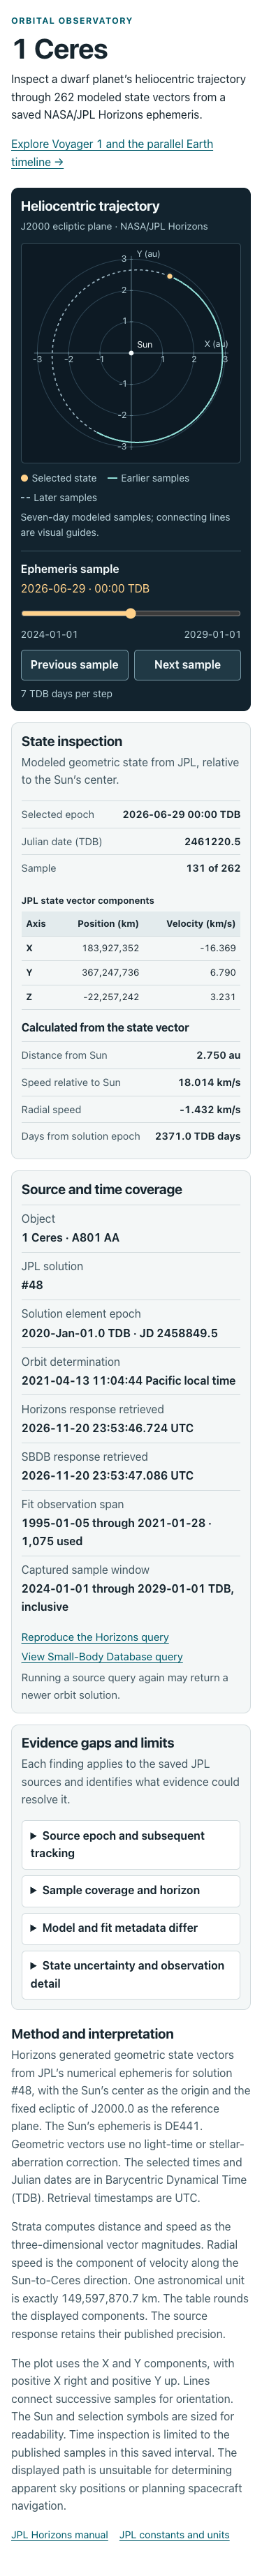 ORBITAL OBSERVATORY
1 Ceres
Inspect a dwarf planet's heliocentric trajectory
through 262 modeled state vectors from a
saved NASA/JPL Horizons ephemeris.
Explore Voyager 1 and the parallel Earth
timeline →
Heliocentric trajectory
J2000 ecliptic plane · NASA/JPL Horizons
Y (au)
3
2
1
Sun
X (au)
-3 -2 -1 1 2 3
-1
-2
-3
Selected state Earlier samples
Later samples
Seven-day modeled samples; connecting lines
are visual guides.
Ephemeris sample
2026-06-29 · 00:00 TDB
2024-01-01 2029-01-01
Previous sample Next sample
7 TDB days per step
State inspection
Modeled geometric state from JPL, relative
to the Sun's center.
Selected epoch 2026-06-29 00:00 TDB
Julian date (TDB) 2461220.5
Sample 131 of 262
JPL state vector components
Axis Position (km) Velocity (km/s)
X 183,927,352 -16.369
Y 367,247,736 6.790
Z -22,257,242 3.231
Calculated from the state vector
Distance from Sun 2.750 au
Speed relative to Sun 18.014 km/s
Radial speed -1.432 km/s
Days from solution epoch 2371.0 TDB days
Source and time coverage
Object
1 Ceres · A801 AA
JPL solution
#48
Solution element epoch
2020-Jan-01.0 TDB · JD 2458849.5
Orbit determination
2021-04-13 11:04:44 Pacific local time
Horizons response retrieved
2026-11-20 23:53:46.724 UTC
SBDB response retrieved
2026-11-20 23:53:47.086 UTC
Fit observation span
1995-01-05 through 2021-01-28 ·
1,075 used
Captured sample window
2024-01-01 through 2029-01-01 TDB,
inclusive
Reproduce the Horizons query
View Small-Body Database query
Running a source query again may return a
newer orbit solution.
Evidence gaps and limits
Each finding applies to the saved JPL
sources and identifies what evidence could
resolve it.
▶ Source epoch and subsequent
tracking
▶ Sample coverage and horizon
▶ Model and fit metadata differ
▶ State uncertainty and observation
detail
Method and interpretation
Horizons generated geometric state vectors
from JPL's numerical ephemeris for solution
#48, with the Sun's center as the origin and the
fixed ecliptic of J2000.0 as the reference
plane. The Sun's ephemeris is DE441.
Geometric vectors use no light-time or stellar-
aberration correction. The selected times and
Julian dates are in Barycentric Dynamical Time
(TDB). Retrieval timestamps are UTC.
Strata computes distance and speed as the
three-dimensional vector magnitudes. Radial
speed is the component of velocity along the
Sun-to-Ceres direction. One astronomical unit
is exactly 149,597,870.7 km. The table rounds
the displayed components. The source
response retains their published precision.
The plot uses the X and Y components, with
positive X right and positive Y up. Lines
connect successive samples for orientation.
The Sun and selection symbols are sized for
readability. Time inspection is limited to the
published samples in this saved interval. The
displayed path is unsuitable for determining
apparent sky positions or planning spacecraft
navigation.
JPL Horizons manual JPL constants and units